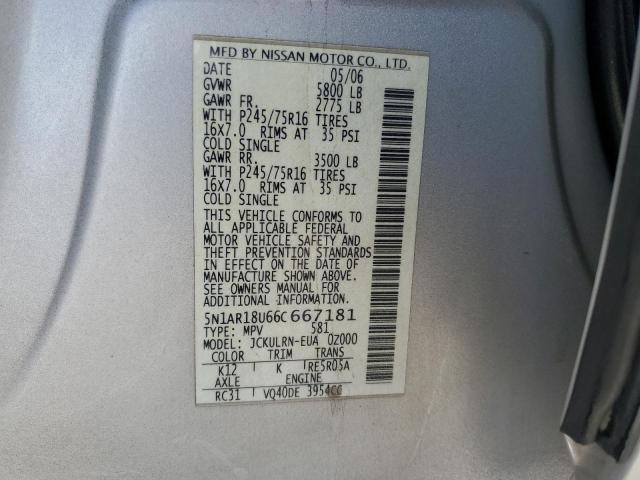 MFD BY NISSAN MOTOR CO., LTD.
DATE 05/06
GVWR 5800 LB
GAWR FR. 2775 LB
WITH P245/75R16 TIRES
16X7.0 RIMS AT 35 PSI
COLD SINGLE
GAWR RR. 3500 LB
WITH P245/75R16 TIRES
16X7.0 RIMS AT 35 PSI
COLD SINGLE
THIS VEHICLE CONFORMS TO
ALL APPLICABLE FEDERAL
MOTOR VEHICLE SAFETY AND
THEFT PREVENTION STANDARDS
IN EFFECT ON THE DATE OF
MANUFACTURE SHOWN ABOVE.
SEE OWNERS MANUAL FOR
ADDITIONAL INFORMATION.
5N1AR18U66C667181
TYPE: MPV 581
MODEL: JCKULRN-EUA 0Z000
COLOR TRIM TRANS
K12 K RE5R05A
AXLE ENGINE
RC31 VQ40DE 3954CC